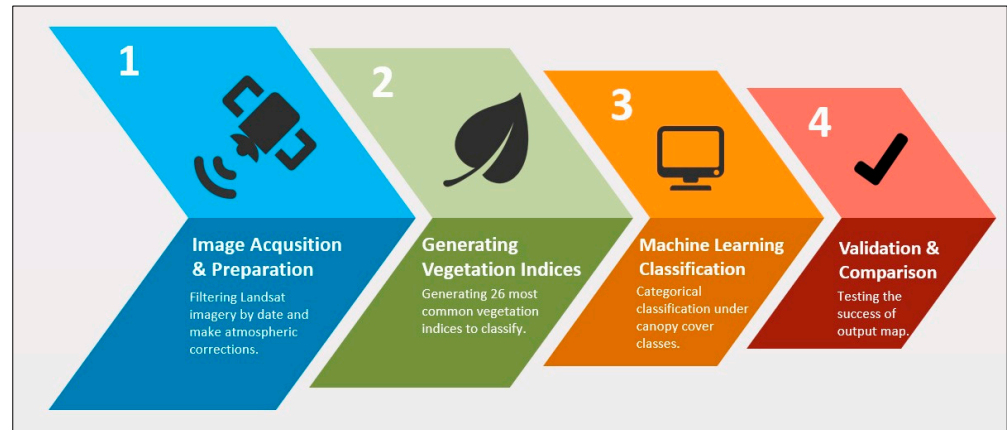 1
Image Acqusition
& Preparation
Filtering Landsat
imagery by date and
make atmospheric
corrections.
2
Generating
Vegetation Indices
Generating 26 most
common vegetation
indices to classify.
3
Machine Learning
Classification
Categorical
classification under
canopy cover
classes.
4
Validation &
Comparison
Testing the
success of
output map.